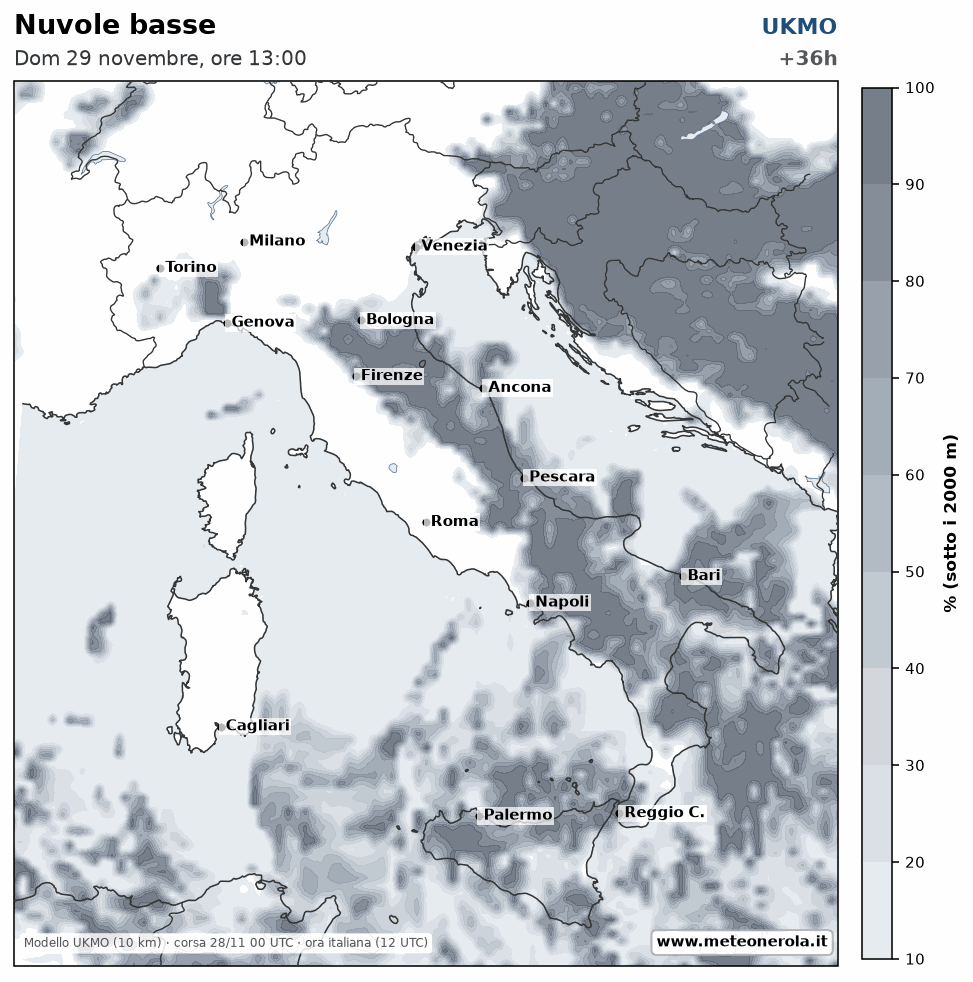 Nuvole basse
UKMO
Dom 29 novembre, ore 13:00
+36h
Milano
Venezia
Torino
Genova
Bologna
Firenze
Ancona
Pescara
Roma
Bari
Napoli
Cagliari
Palermo
Reggio C.
100
90
80
70
60
50
40
30
20
10
% (sotto i 2000 m)
Modello UKMO (10 km) · corsa 28/11 00 UTC · ora italiana (12 UTC)
www.meteonerola.it